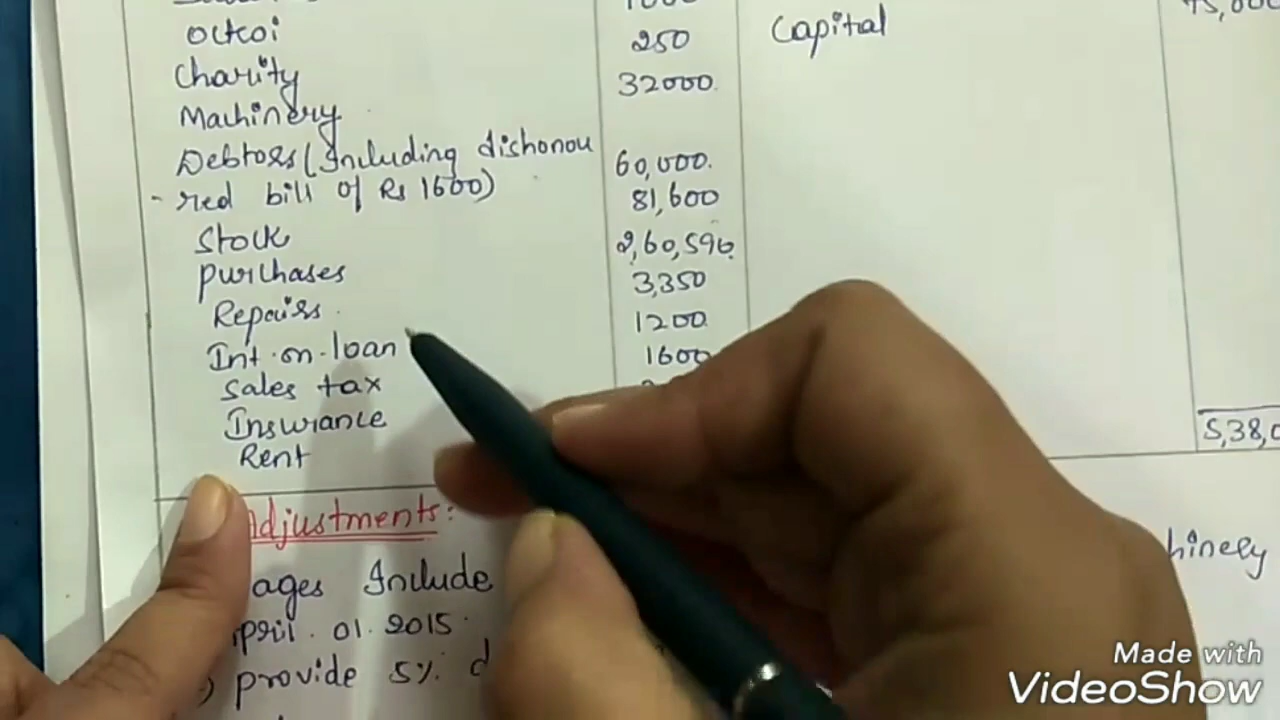 Octroi 250 Capital
Charity 32000
Machinery
Debtors (Including dishonou 60,000.
-red bill of Rs 1600) 81,600
Stock 2,60,596
Purchases 3,350
Repairs 1200
Int. on. loan 1600
Sales tax
Insurance
Rent 5,38,0
Adjustments:
ages Include hinery
pril. 01. 2015.
provide 5%. d
Made with
VideoShow